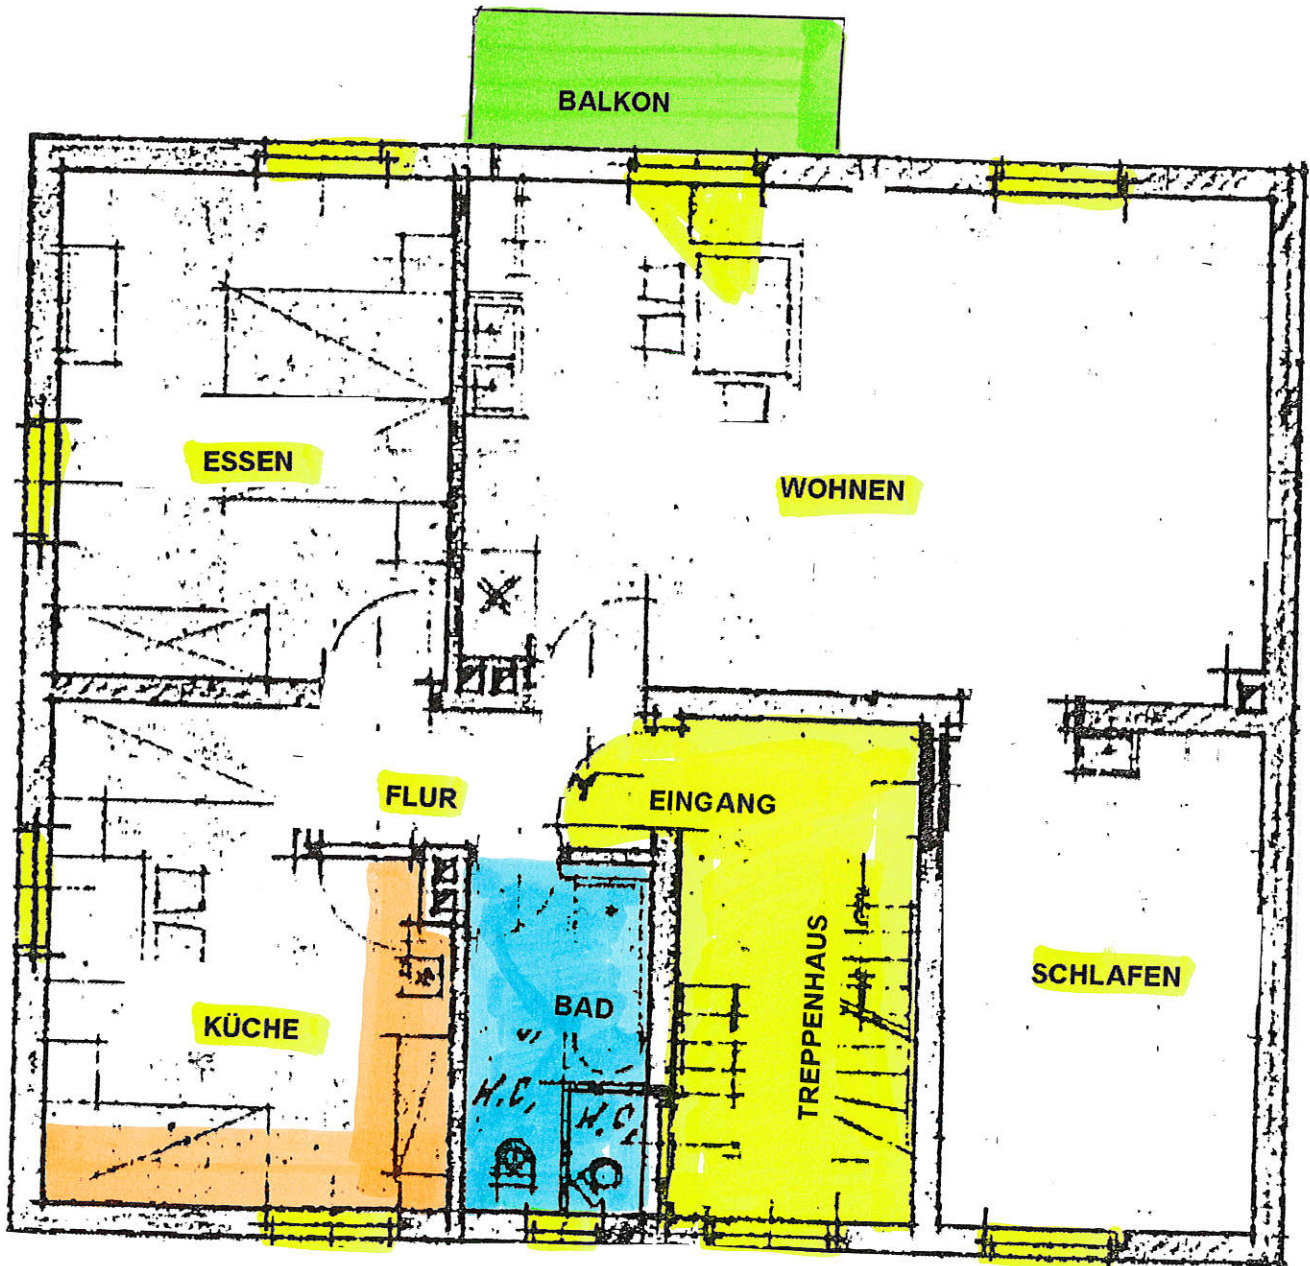 BALKON
ESSEN
WOHNEN
FLUR
EINGANG
TREPPENHAUS
SCHLAFEN
KÜCHE
BAD
W.C.
W.C.